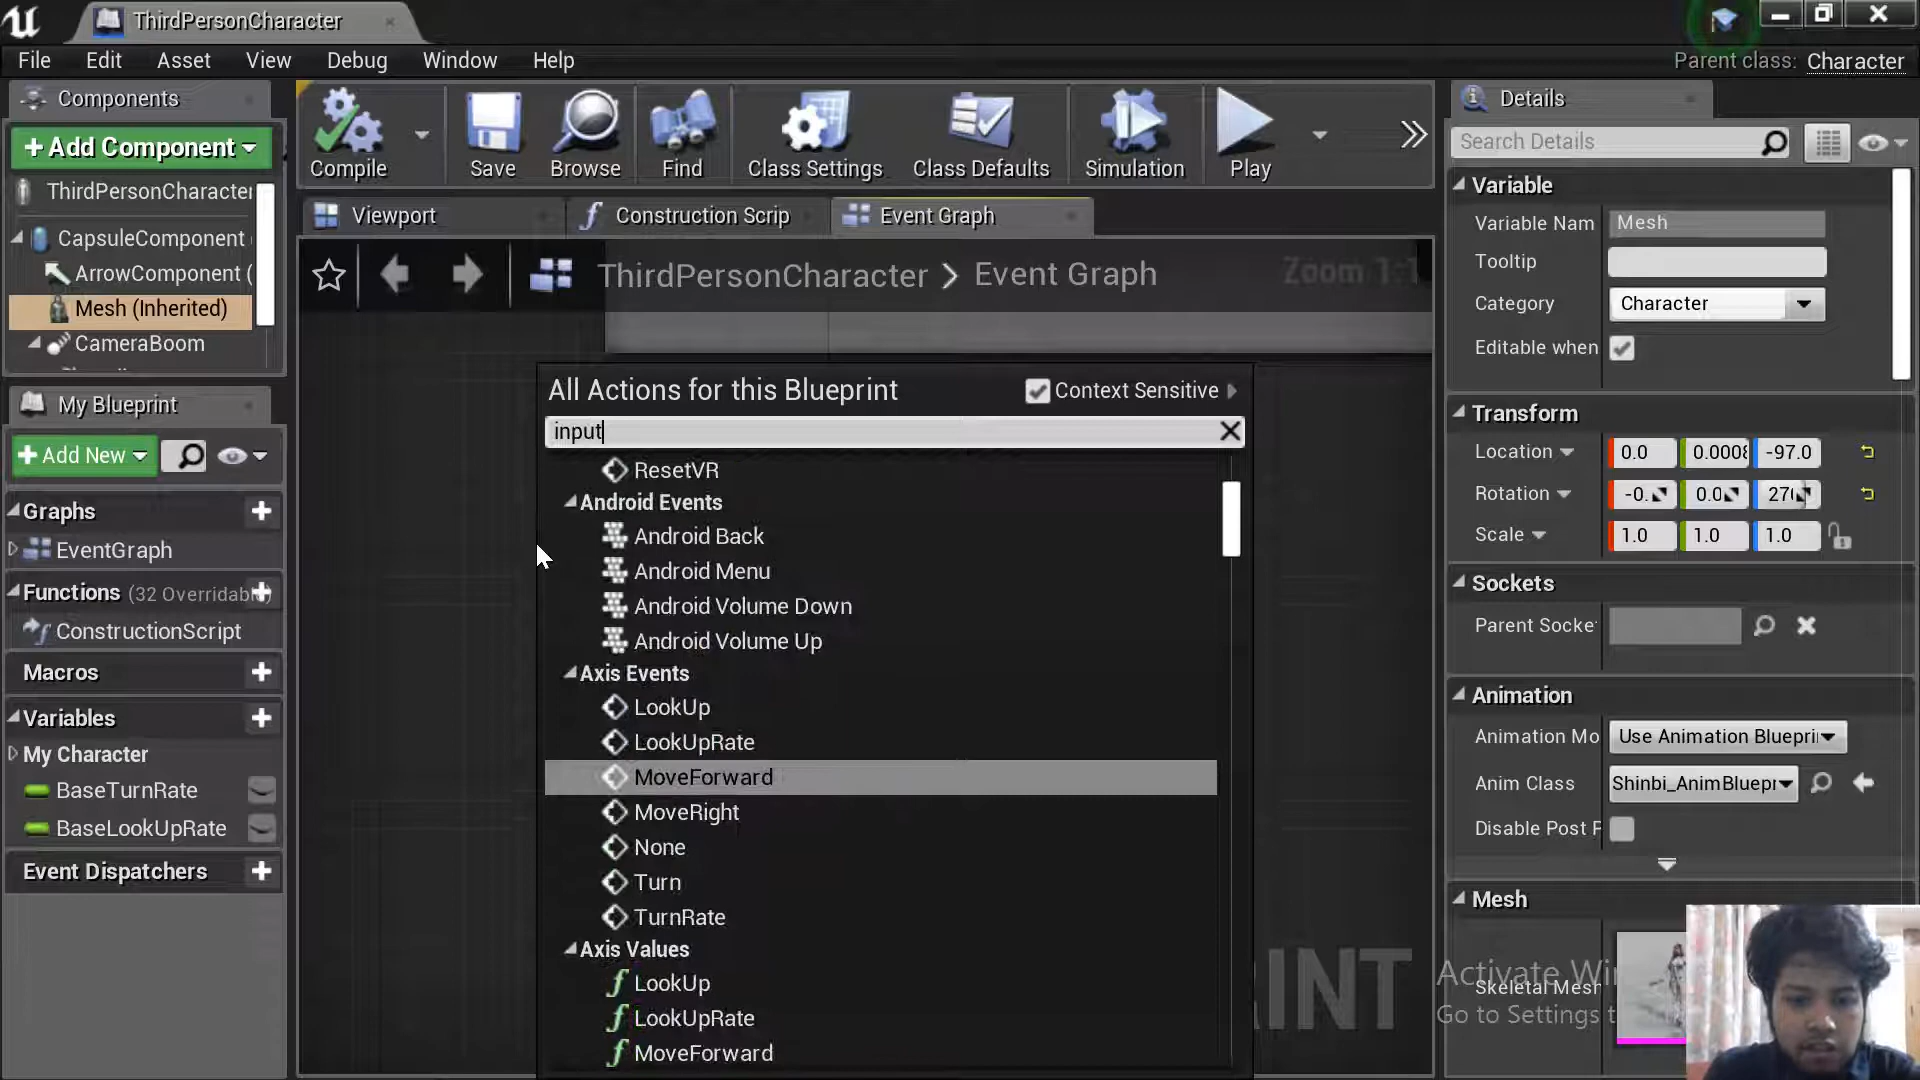 ThirdPersonCharacter
File Edit Asset View Debug Window Help
Parent class: Character
Components
+ Add Component
ThirdPersonCharacter
CapsuleComponent
ArrowComponent (
Mesh (Inherited)
CameraBoom
My Blueprint
+ Add New
Graphs
EventGraph
Functions (32 Overridab
ConstructionScript
Macros
Variables
My Character
BaseTurnRate
BaseLookUpRate
Event Dispatchers
Compile Save Browse Find Class Settings Class Defaults Simulation Play
Viewport Construction Scrip Event Graph
ThirdPersonCharacter > Event Graph
Zoom 1:1
All Actions for this Blueprint
Context Sensitive
input
ResetVR
Android Events
Android Back
Android Menu
Android Volume Down
Android Volume Up
Axis Events
LookUp
LookUpRate
MoveForward
MoveRight
None
Turn
TurnRate
Axis Values
LookUp
LookUpRate
MoveForward
INT
Details
Search Details
Variable
Variable Nam Mesh
Tooltip
Category Character
Editable when
Transform
Location 0.0 0.0008 -97.0
Rotation -0. 0.0 270
Scale 1.0 1.0 1.0
Sockets
Parent Socke
Animation
Animation Mo Use Animation Blueprin
Anim Class Shinbi_AnimBluepr
Disable Post P
Mesh
Skeletal Mesh
Activate Wi
Go to Settings t